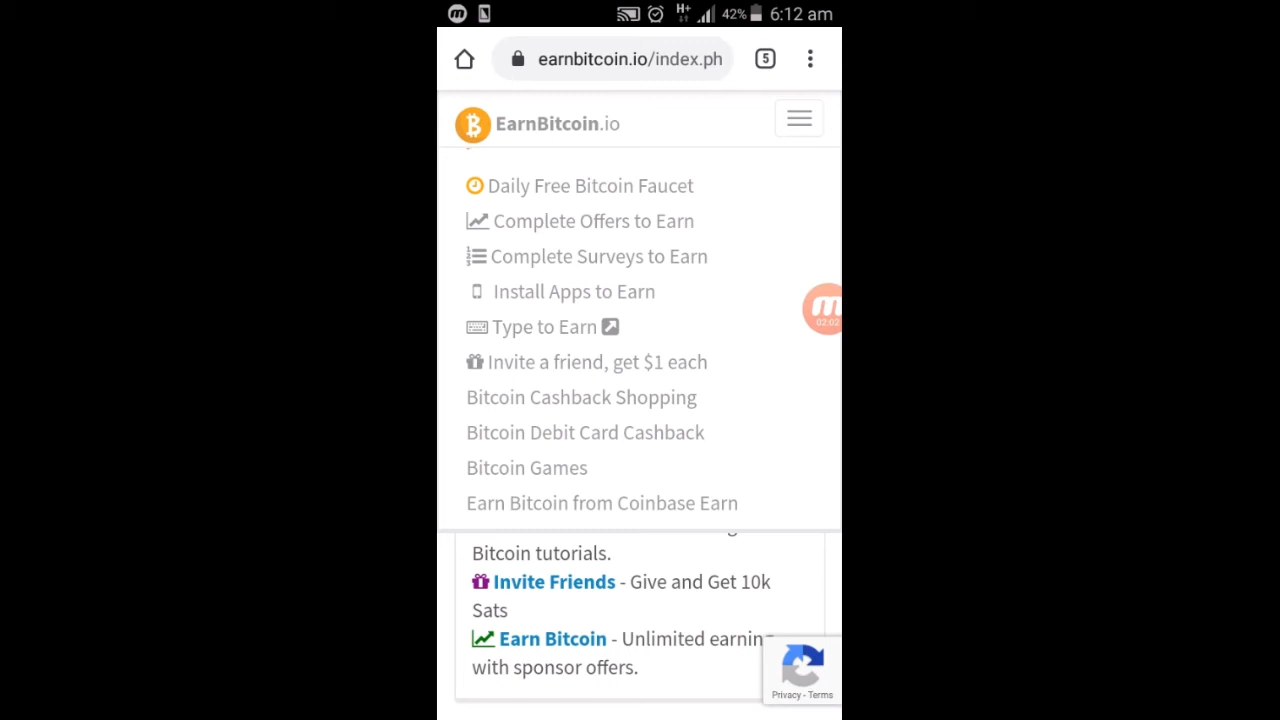 H+ 42% 6:12 am
earnbitcoin.io/index.ph 5
EarnBitcoin.io
Daily Free Bitcoin Faucet
Complete Offers to Earn
Complete Surveys to Earn
Install Apps to Earn
02:02
Type to Earn
Invite a friend, get $1 each
Bitcoin Cashback Shopping
Bitcoin Debit Card Cashback
Bitcoin Games
Earn Bitcoin from Coinbase Earn
Bitcoin tutorials.
Invite Friends - Give and Get 10k
Sats
Earn Bitcoin - Unlimited earning
with sponsor offers.
Privacy - Terms